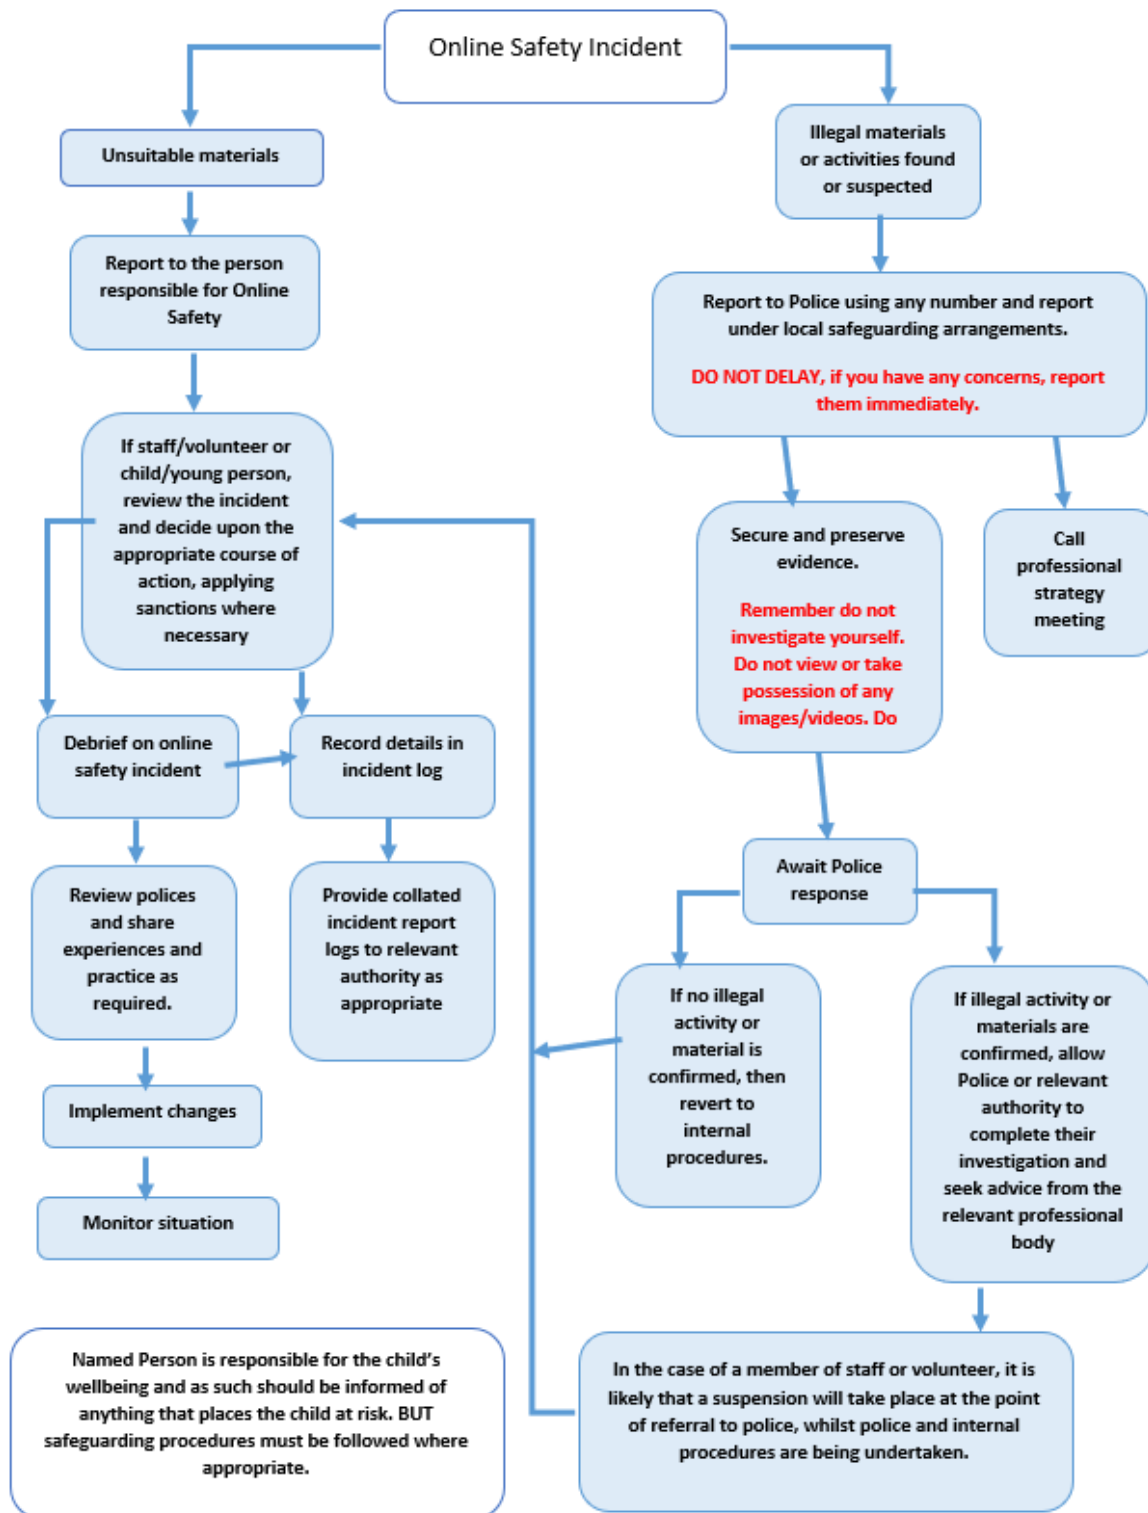 Online Safety Incident
Unsuitable materials
Illegal materials
or activities found
or suspected
Report to the person
responsible for Online
Safety
Report to Police using any number and report
under local safeguarding arrangements.
DO NOT DELAY, if you have any concerns, report
them immediately.
If staff/volunteer or
child/young person,
review the incident
and decide upon the
appropriate course of
action, applying
sanctions where
necessary
Secure and preserve
evidence.
Remember do not
investigate yourself.
Do not view or take
possession of any
images/videos. Do
Call
professional
strategy
meeting
Debrief on online
safety incident
Record details in
incident log
Await Police
response
Review polices
and share
experiences and
practice as
required.
Provide collated
incident report
logs to relevant
authority as
appropriate
If no illegal
activity or
material is
confirmed, then
revert to
internal
procedures.
If illegal activity or
materials are
confirmed, allow
Police or relevant
authority to
complete their
investigation and
seek advice from the
relevant professional
body
Implement changes
Monitor situation
Named Person is responsible for the child's
wellbeing and as such should be informed of
anything that places the child at risk. BUT
safeguarding procedures must be followed where
appropriate.
In the case of a member of staff or volunteer, it is
likely that a suspension will take place at the point
of referral to police, whilst police and internal
procedures are being undertaken.